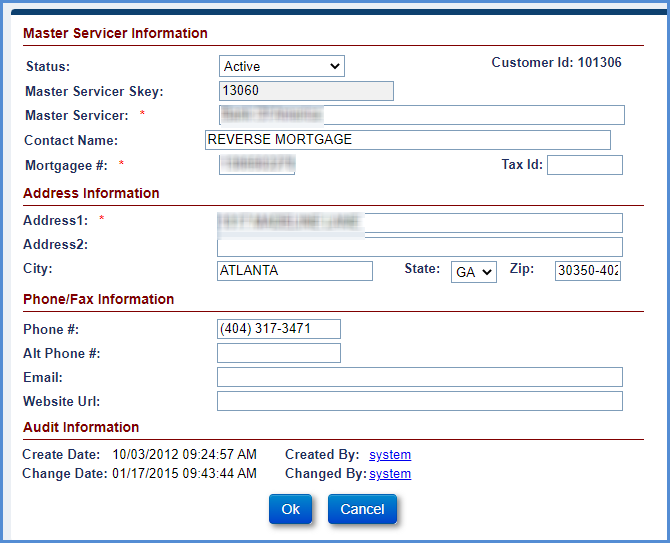 Master Servicer Information
Status: Active Customer Id: 101306
Master Servicer Skey: 13060
Master Servicer: *
Contact Name: REVERSE MORTGAGE
Mortgagee #: * Tax Id:
Address Information
Address1: *
Address2:
City: ATLANTA State: GA Zip: 30350-402
Phone/Fax Information
Phone #: (404) 317-3471
Alt Phone #:
Email:
Website Url:
Audit Information
Create Date: 10/03/2012 09:24:57 AM Created By: system
Change Date: 01/17/2015 09:43:44 AM Changed By: system
Ok Cancel